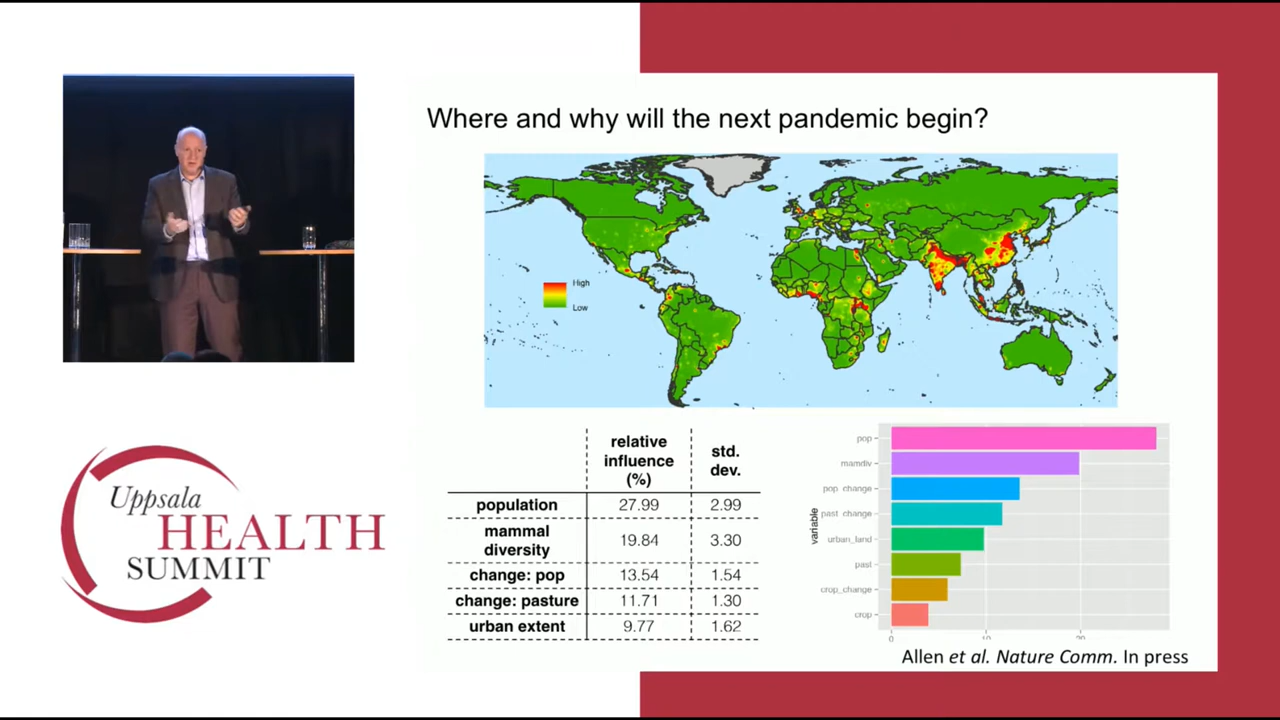 Where and why will the next pandemic begin?
High
Low
Uppsala
HEALTH
SUMMIT
relative
influence
(%)
std.
dev.
population 27.99 2.99
mammal
diversity
19.84 3.30
change: pop 13.54 1.54
change: pasture 11.71 1.30
urban extent 9.77 1.62
variable
pop
mamdiv
pop_change
past_change
urban_land
past
crop_change
crop
0 10 20
Allen et al. Nature Comm. In press